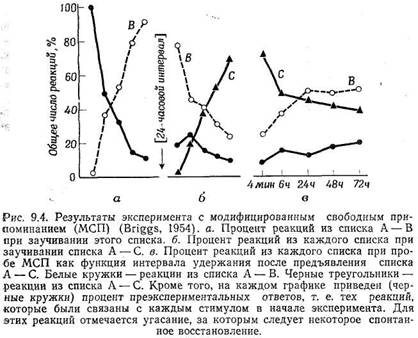 Общее число реакций, %
100
80
60
40
20
0
B
[24-часовой интервал]
B
C
C
B
4 мин 6ч 24ч 48ч 72ч
а
б
в
Рис. 9.4. Результаты эксперимента с модифицированным свободным при-
поминанием (МСП) (Briggs, 1954). а. Процент реакций из списка A — B
при заучивании этого списка. б. Процент реакций из каждого списка при
заучивании списка A — C. в. Процент реакций из каждого списка при про-
бе МСП как функция интервала удержания после предъявления списка
A — C. Белые кружки — реакции из списка A — B. Черные треугольники —
реакции из списка A — C. Кроме того, на каждом графике приведен (чер-
ные кружки) процент преэкспериментальных ответов, т. е. тех реакций,
которые были связаны с каждым стимулом в начале эксперимента. Для
этих реакций отмечается угасание, за которым следует некоторое спонтан-
ное восстановление.